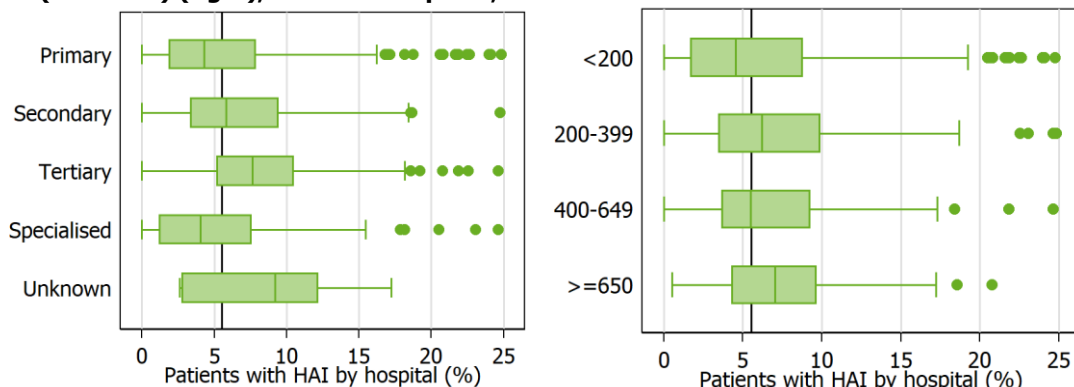 Primary
Secondary
Tertiary
Specialised
Unknown
0 5 10 15 20 25
Patients with HAI by hospital (%)
<200
200-399
400-649
>=650
0 5 10 15 20 25
Patients with HAI by hospital (%)